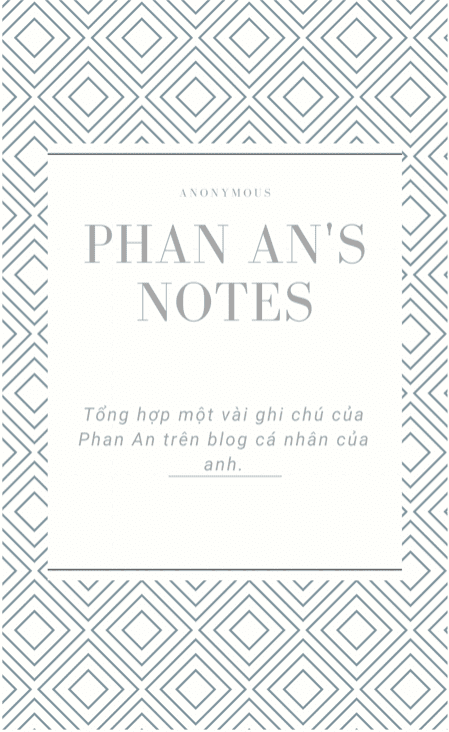 ANONYMOUS
PHAN AN'S
NOTES
Tổng hợp một vài ghi chú của
Phan An trên blog cá nhân của
anh.